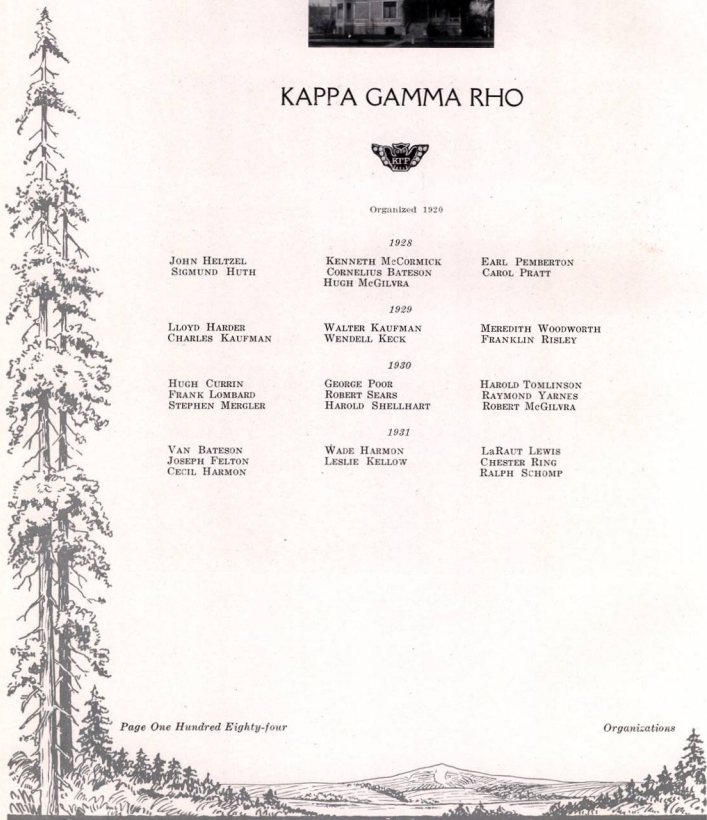 KAPPA GAMMA RHO
KΓP
Organized 1920
1928
JOHN HELTZEL KENNETH MCCORMICK EARL PEMBERTON
SIGMUND HUTH CORNELIUS BATESON CAROL PRATT
HUGH MCGILVRA
1929
LLOYD HARDER WALTER KAUFMAN MEREDITH WOODWORTH
CHARLES KAUFMAN WENDELL KECK FRANKLIN RISLEY
1930
HUGH CURRIN GEORGE POOR HAROLD TOMLINSON
FRANK LOMBARD ROBERT SEARS RAYMOND YARNES
STEPHEN MERGLER HAROLD SHELLHART ROBERT MCGILVRA
1931
VAN BATESON WADE HARMON LARAUT LEWIS
JOSEPH FELTON LESLIE KELLOW CHESTER RING
CECIL HARMON RALPH SCHOMP
Page One Hundred Eighty-four Organizations